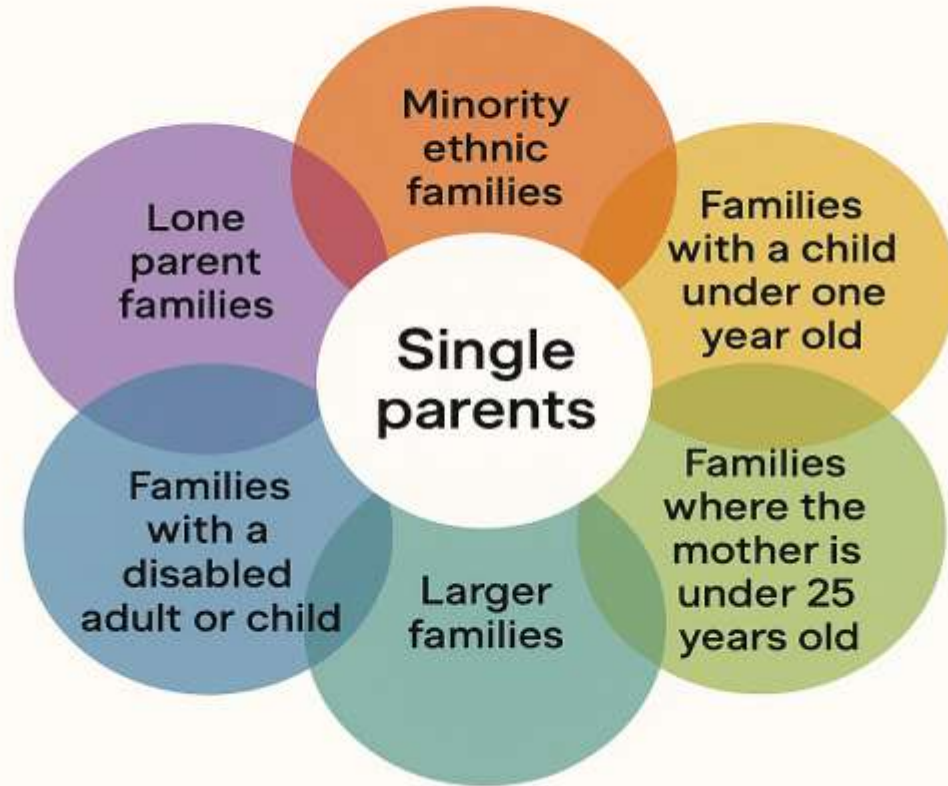 Minority
ethnic
families
Lone
parent
families
Families
with a child
under one
year old
Single
parents
Families
with a
disabled
adult or child
Larger
families
Families
where the
mother is
under 25
years old